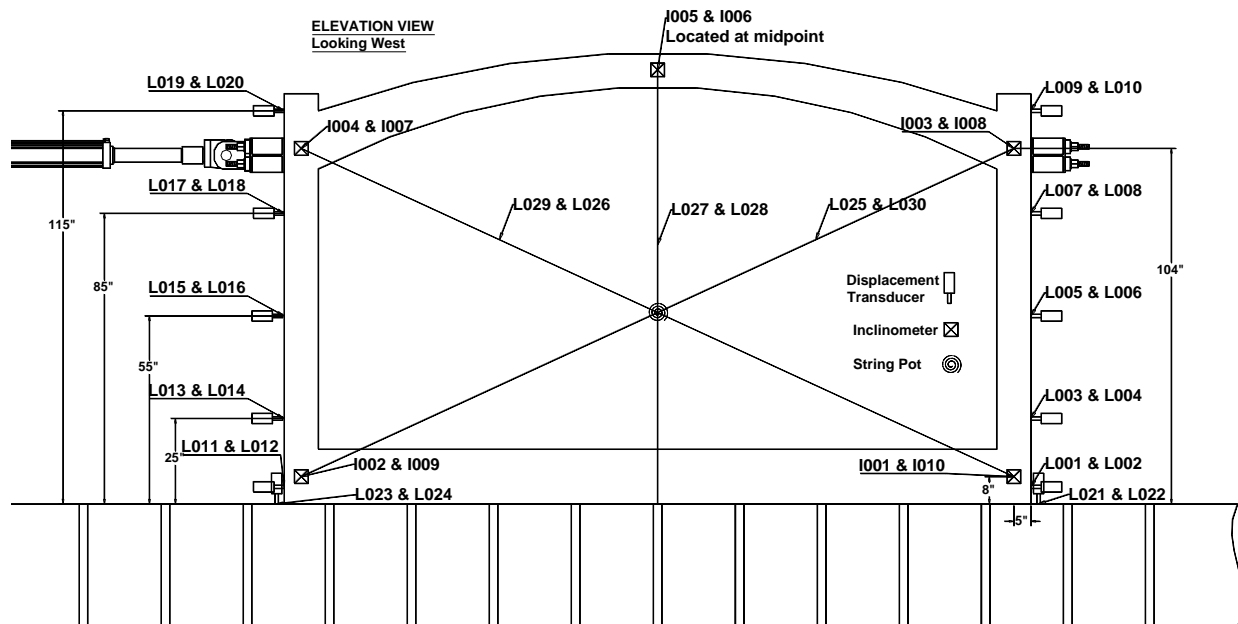 I005 & I006
Located at midpoint
ELEVATION VIEW
Looking West
L019 & L020
L009 & L010
I004 & I007
I003 & I008
L017 & L018
L007 & L008
L029 & L026
L027 & L028
L025 & L030
115"
85"
104"
Displacement
Transducer
L015 & L016
L005 & L006
Inclinometer
55"
String Pot
L013 & L014
L003 & L004
L011 & L012
25"
I002 & I009
I001 & I010
L001 & L002
8"
L023 & L024
L021 & L022
5"